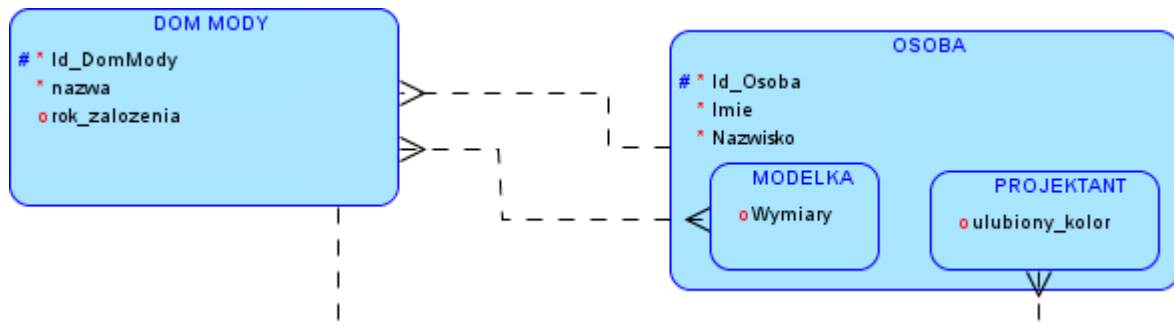 DOM MODY
# * Id_DomMody
* nazwa
o rok_zalozenia
OSOBA
# * Id_Osoba
* Imie
* Nazwisko
MODELKA
o Wymiary
PROJEKTANT
o ulubiony_kolor